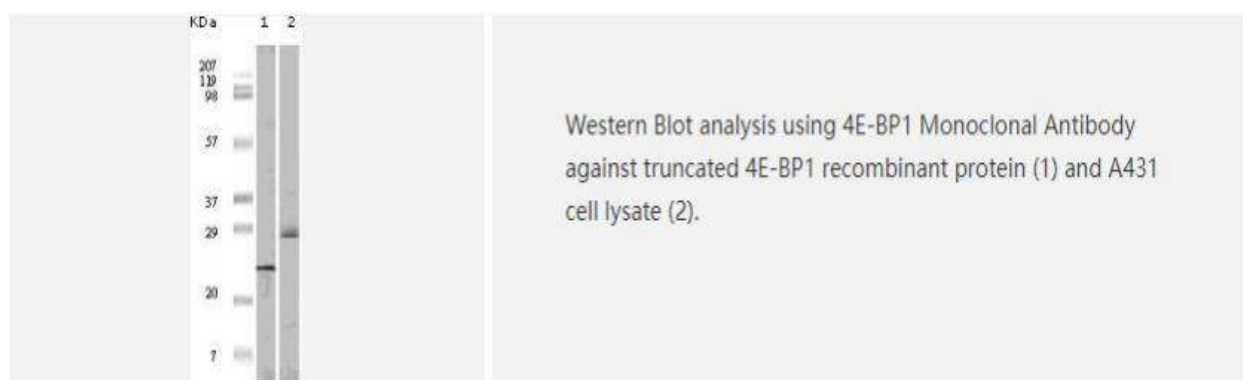 KDa 1 2
207
119
98
57
37
29
20
7
Western Blot analysis using 4E-BP1 Monoclonal Antibody
against truncated 4E-BP1 recombinant protein (1) and A431
cell lysate (2).